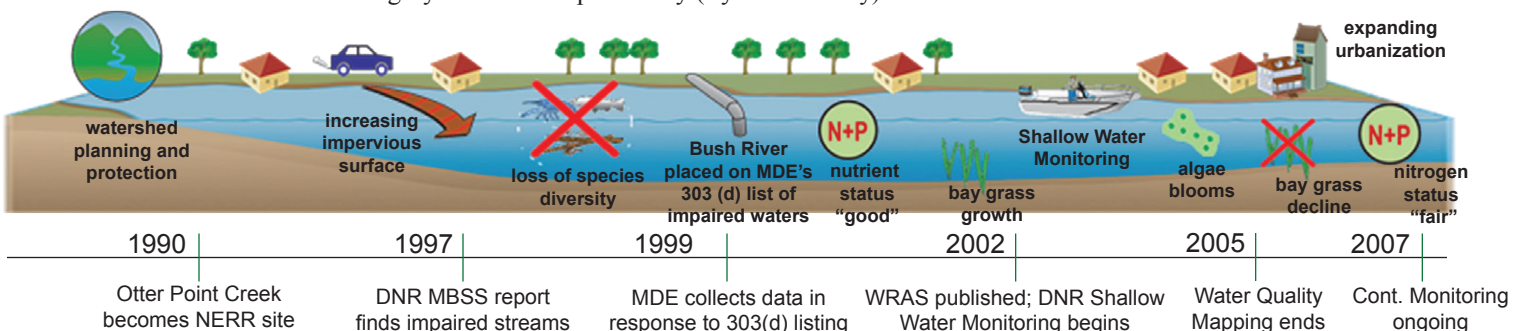 expanding
urbanization
watershed
planning and
protection
increasing
impervious
surface
loss of species
diversity
Bush River
placed on MDE's
303 (d) list of
impaired waters
N+P
nutrient
status
"good"
bay grass
growth
Shallow Water
Monitoring
algae
blooms
bay grass
decline
N+P
nitrogen
status
"fair"
1990
1997
1999
2002
2005
2007
Otter Point Creek
becomes NERR site
DNR MBSS report
finds impaired streams
MDE collects data in
response to 303(d) listing
WRAS published; DNR Shallow
Water Monitoring begins
Water Quality
Mapping ends
Cont. Monitoring
ongoing